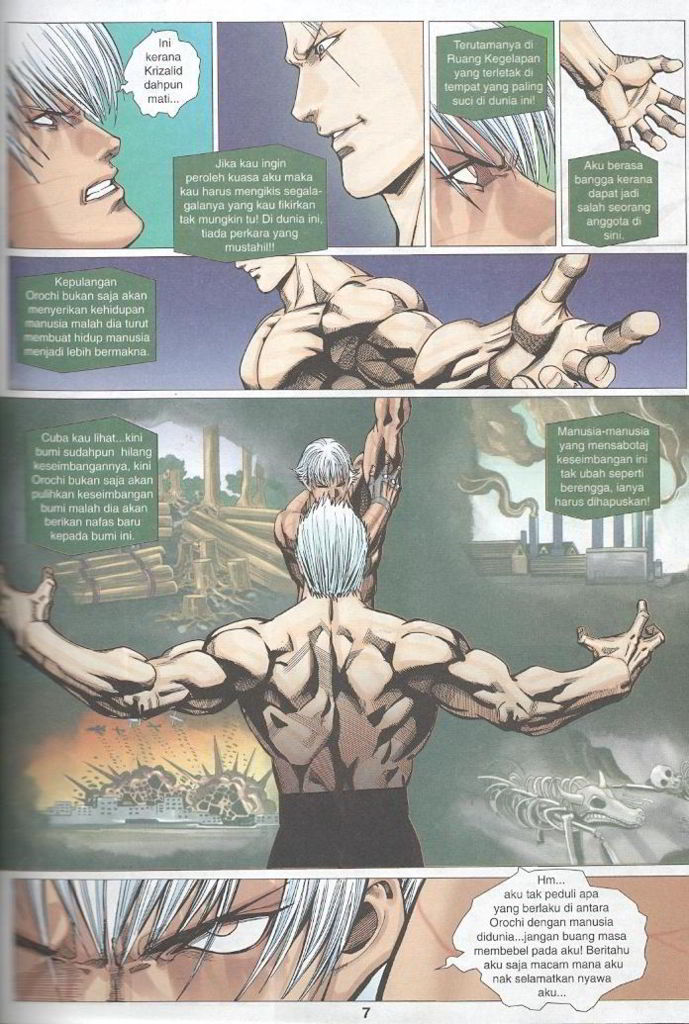 Ini
kerana
Krizalid
dahpun
mati...
Jika kau ingin
peroleh kuasa aku maka
kau harus mengikis segala-
galanya yang kau fikirkan
tak mungkin tu! Di dunia ini,
tiada perkara yang
mustahil!!
Terutamanya di
Ruang Kegelapan
yang terletak di
tempat yang paling
suci di dunia ini!
Aku berasa
bangga kerana
dapat jadi
salah seorang
anggota di
sini.
Kepulangan
Orochi bukan saja akan
menyerikan kehidupan
manusia malah dia turut
membuat hidup manusia
menjadi lebih bermakna.
Cuba kau lihat...kini
bumi sudahpun hilang
keseimbangannya, kini
Orochi bukan saja akan
pulihkan keseimbangan
bumi malah dia akan
berikan nafas baru
kepada bumi ini.
Manusia-manusia
yang mensabotaj
keseimbangan ini
tak ubah seperti
berengga, ianya
harus dihapuskan!
Hm...
aku tak peduli apa
yang berlaku di antara
Orochi dengan manusia
didunia...jangan buang masa
membebel pada aku! Beritahu
aku saja macam mana aku
nak selamatkan nyawa
aku...
7